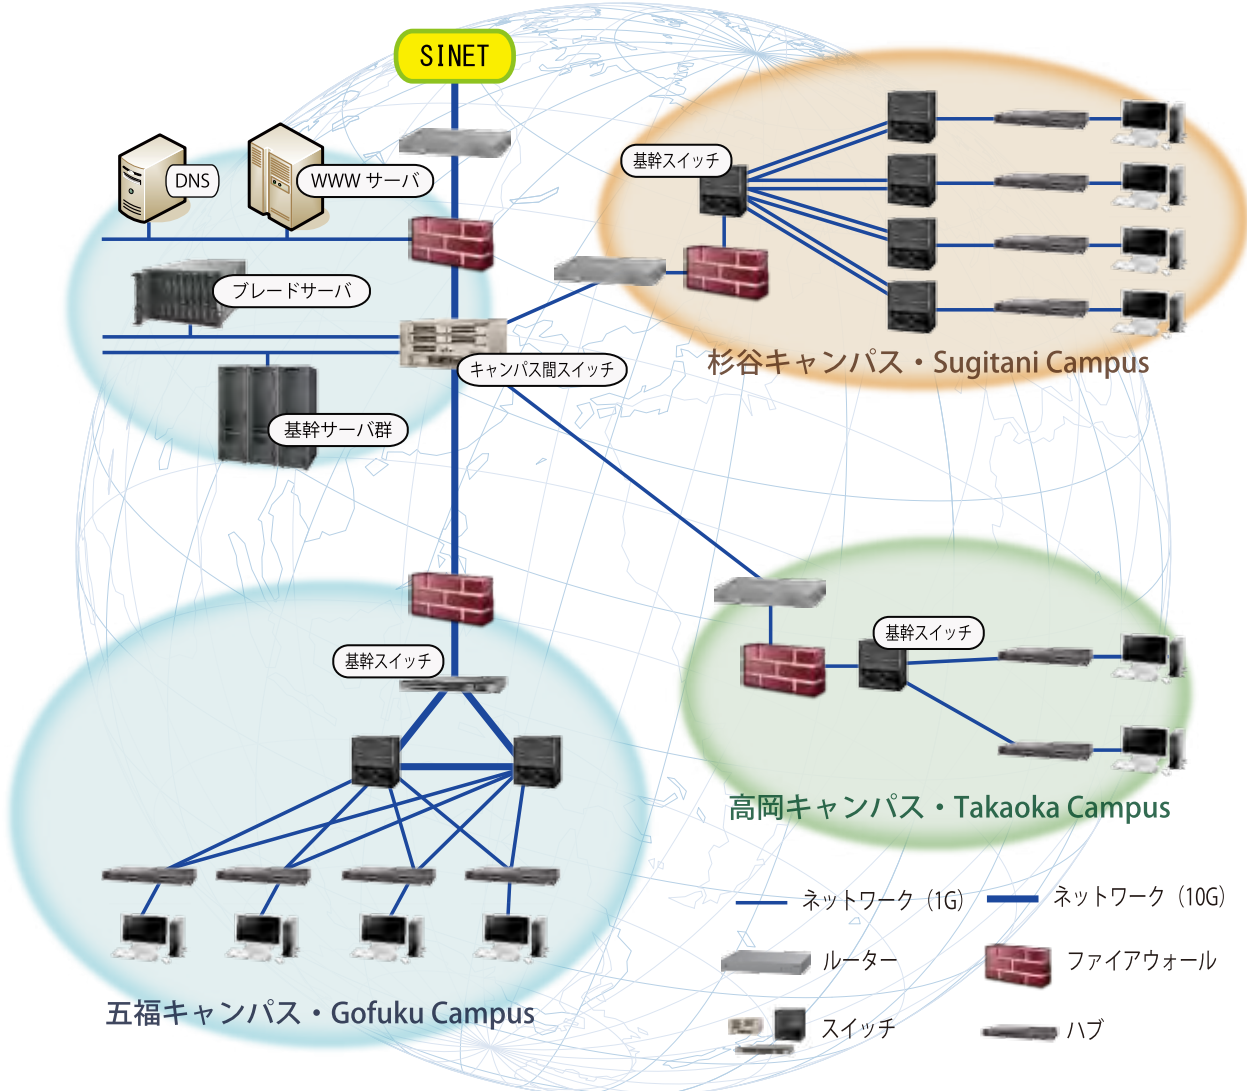 SINET
DNS
WWW サーバ
ブレードサーバ
キャンパス間スイッチ
基幹サーバ群
基幹スイッチ
杉谷キャンパス・Sugitani Campus
基幹スイッチ
基幹スイッチ
高岡キャンパス・Takaoka Campus
五福キャンパス・Gofuku Campus
ネットワーク（1G）
ネットワーク（10G）
ルーター
ファイアウォール
スイッチ
ハブ